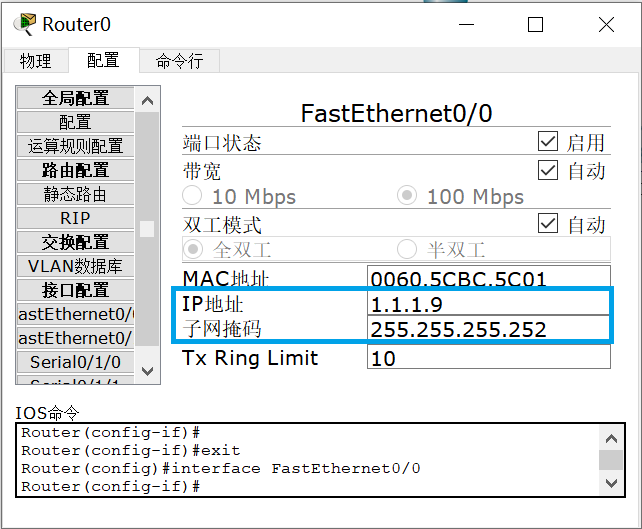 Router0
物理 配置 命令行
全局配置
配置
运算规则配置
路由配置
静态路由
RIP
交换配置
VLAN数据库
接口配置
astEthernet0/
astEthernet0/
Serial0/1/0
Serial0/1/1
FastEthernet0/0
端口状态 启用
带宽 自动
10 Mbps 100 Mbps
双工模式 自动
全双工 半双工
MAC地址 0060.5CBC.5C01
IP地址 1.1.1.9
子网掩码 255.255.255.252
Tx Ring Limit 10
IOS命令
Router(config-if)#
Router(config-if)#exit
Router(config)#interface FastEthernet0/0
Router(config-if)#